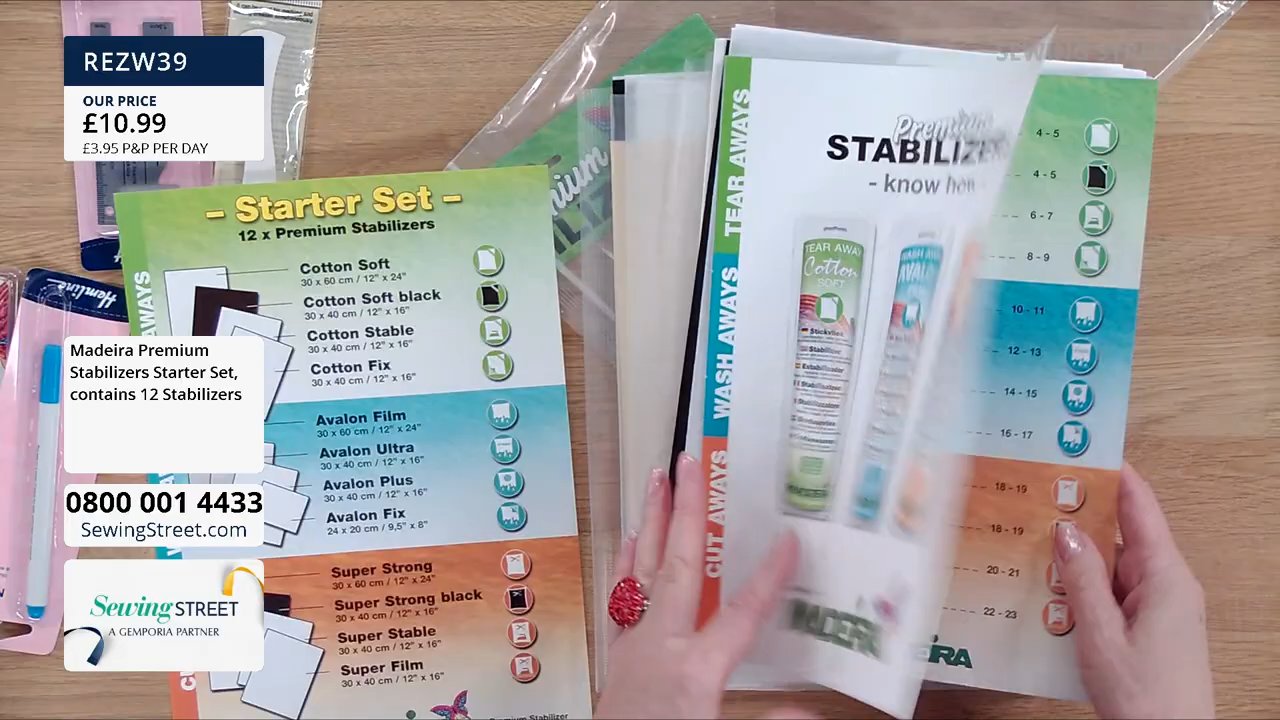 REZW39
OUR PRICE
£10.99
£3.95 P&P PER DAY
Madeira Premium
Stabilizers Starter Set,
contains 12 Stabilizers
0800 001 4433
SewingStreet.com
Sewing STREET
A GEMPORIA PARTNER
Hemline
- Starter Set -
12 x Premium Stabilizers
Cotton Soft
30 x 60 cm / 12" x 24"
Cotton Soft black
30 x 40 cm / 12" x 16"
Cotton Stable
30 x 40 cm / 12" x 16"
Cotton Fix
30 x 40 cm / 12" x 16"
Avalon Film
30 x 60 cm / 12" x 24"
Avalon Ultra
30 x 40 cm / 12" x 16"
Avalon Plus
30 x 40 cm / 12" x 16"
Avalon Fix
24 x 20 cm / 9,5" x 8"
Super Strong
30 x 60 cm / 12" x 24"
Super Strong black
30 x 40 cm / 12" x 16"
Super Stable
30 x 40 cm / 12" x 16"
Super Film
30 x 40 cm / 12" x 16"
Premium Stabilizer
TEAR AWAYS
WASH AWAYS
CUT AWAYS
Premium
STABILIZER
- know how -
TEAR AWAY
Cotton
SOFT
Stickvlies
Stabilizer
MADEIRA
4 - 5
4 - 5
6 - 7
8 - 9
10 - 11
12 - 13
14 - 15
16 - 17
18 - 19
18 - 19
20 - 21
22 - 23